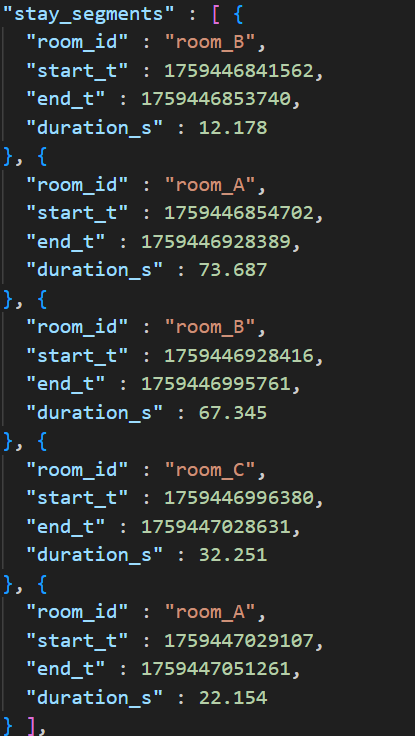 "stay_segments" : [ {
  "room_id" : "room_B",
  "start_t" : 1759446841562,
  "end_t" : 1759446853740,
  "duration_s" : 12.178
}, {
  "room_id" : "room_A",
  "start_t" : 1759446854702,
  "end_t" : 1759446928389,
  "duration_s" : 73.687
}, {
  "room_id" : "room_B",
  "start_t" : 1759446928416,
  "end_t" : 1759446995761,
  "duration_s" : 67.345
}, {
  "room_id" : "room_C",
  "start_t" : 1759446996380,
  "end_t" : 1759447028631,
  "duration_s" : 32.251
}, {
  "room_id" : "room_A",
  "start_t" : 1759447029107,
  "end_t" : 1759447051261,
  "duration_s" : 22.154
} ],